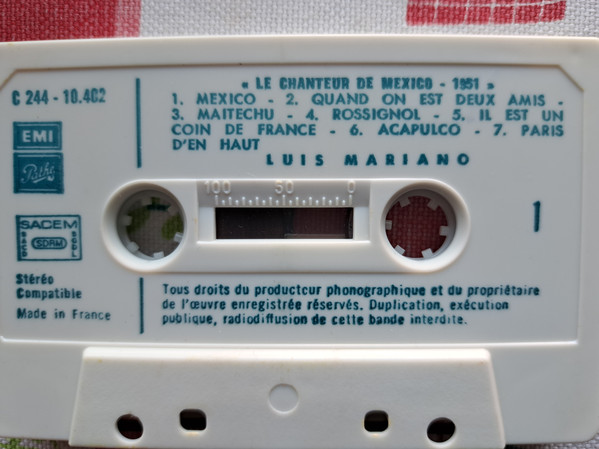 C 244 - 10.402
« LE CHANTEUR DE MEXICO - 1951 »
1. MEXICO - 2. QUAND ON EST DEUX AMIS -
3. MAITECHU - 4. ROSSIGNOL - 5. IL EST UN
COIN DE FRANCE - 6. ACAPULCO - 7. PARIS
D'EN HAUT
LUIS MARIANO
EMI
Pathé
100 50 0
1
SACEM
SACD SDRM SGDL
Stéréo
Compatible
Made in France
Tous droits du producteur phonographique et du propriétaire
de l'œuvre enregistrée réservés. Duplication, exécution
publique, radiodiffusion de cette bande interdite.